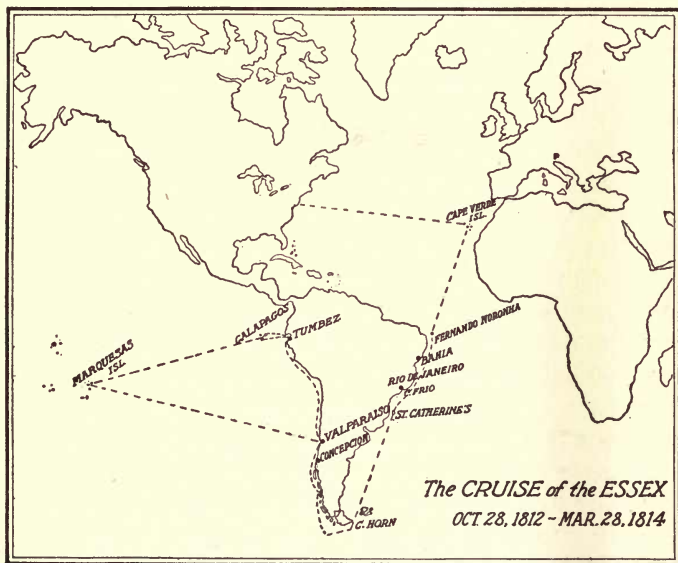 CAPE VERDE
ISL.
GALAPAGOS
TUMBEZ
FERNANDO NORONHA
MARQUESAS
ISL.
BAHIA
RIO DE JANEIRO
C. FRIO
VALPARAISO
ST. CATHERINE'S
CONCEPCION
C. HORN
The CRUISE of the ESSEX
OCT. 28, 1812 ~ MAR. 28, 1814